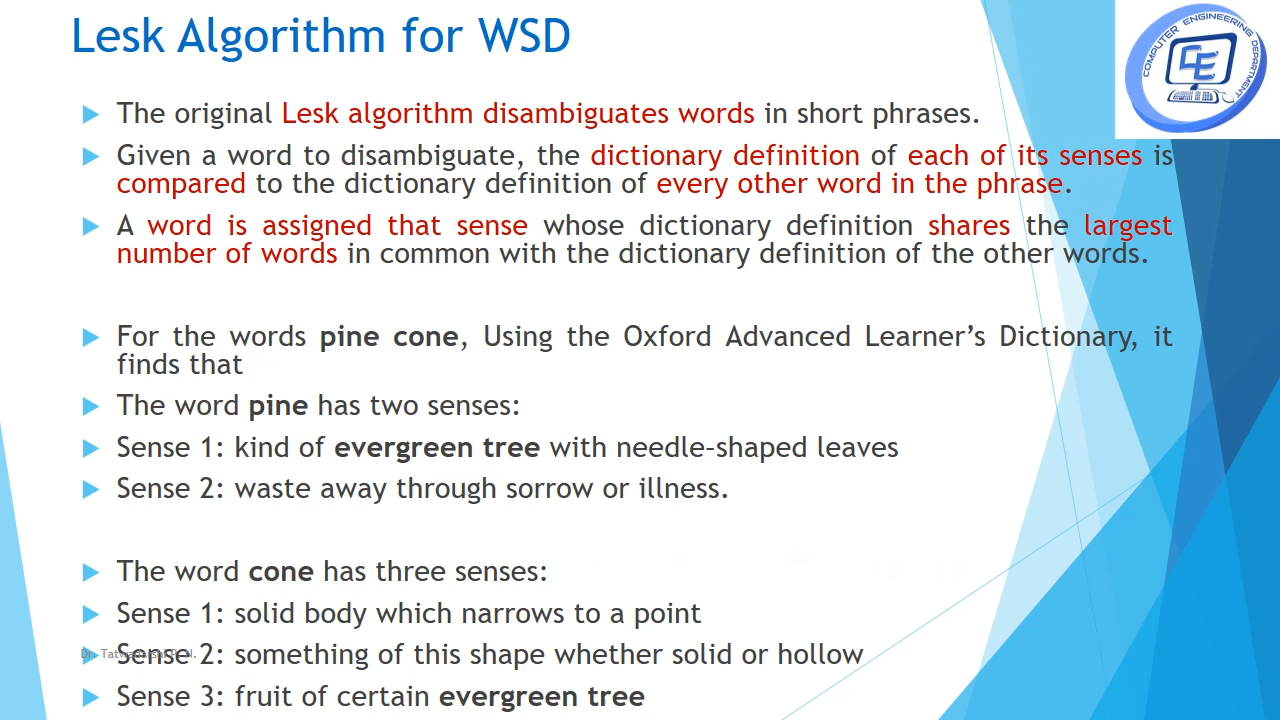 Lesk Algorithm for WSD
COMPUTER ENGINEERING DEPARTMENT
CE
The original Lesk algorithm disambiguates words in short phrases.
Given a word to disambiguate, the dictionary definition of each of its senses is
compared to the dictionary definition of every other word in the phrase.
A word is assigned that sense whose dictionary definition shares the largest
number of words in common with the dictionary definition of the other words.
For the words pine cone, Using the Oxford Advanced Learner’s Dictionary, it
finds that
The word pine has two senses:
Sense 1: kind of evergreen tree with needle-shaped leaves
Sense 2: waste away through sorrow or illness.
The word cone has three senses:
Sense 1: solid body which narrows to a point
Sense 2: something of this shape whether solid or hollow
Sense 3: fruit of certain evergreen tree